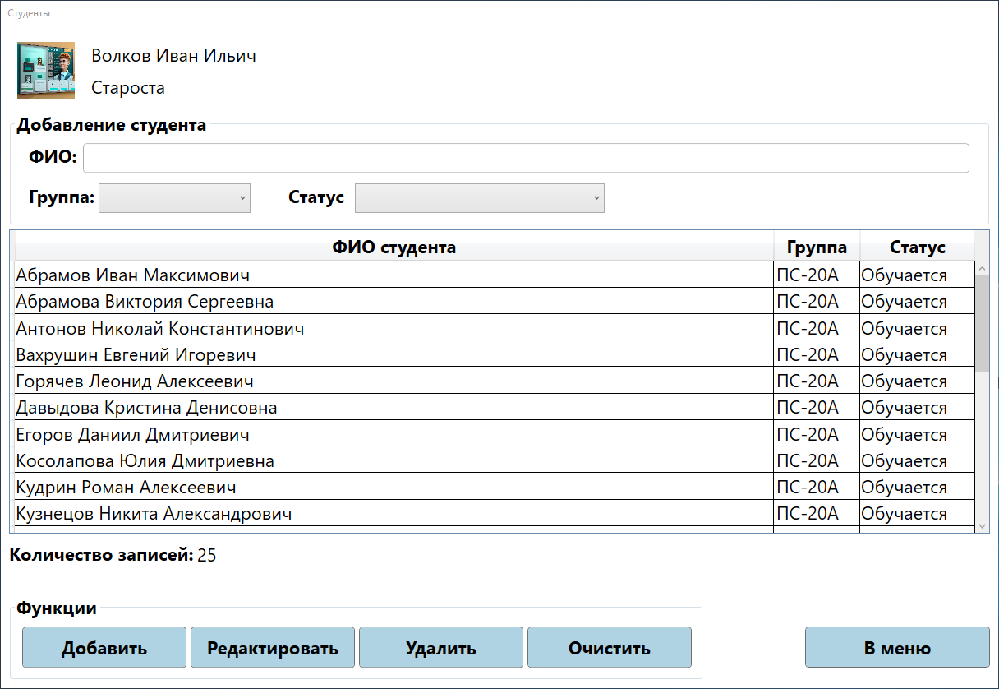 Студенты
Волков Иван Ильич
Староста
Добавление студента
ФИО:
Группа: Статус
ФИО студента Группа Статус
Абрамов Иван Максимович ПС-20А Обучается
Абрамова Виктория Сергеевна ПС-20А Обучается
Антонов Николай Константинович ПС-20А Обучается
Вахрушин Евгений Игоревич ПС-20А Обучается
Горячев Леонид Алексеевич ПС-20А Обучается
Давыдова Кристина Денисовна ПС-20А Обучается
Егоров Даниил Дмитриевич ПС-20А Обучается
Косолапова Юлия Дмитриевна ПС-20А Обучается
Кудрин Роман Алексеевич ПС-20А Обучается
Кузнецов Никита Александрович ПС-20А Обучается
Количество записей: 25
Функции
Добавить Редактировать Удалить Очистить В меню